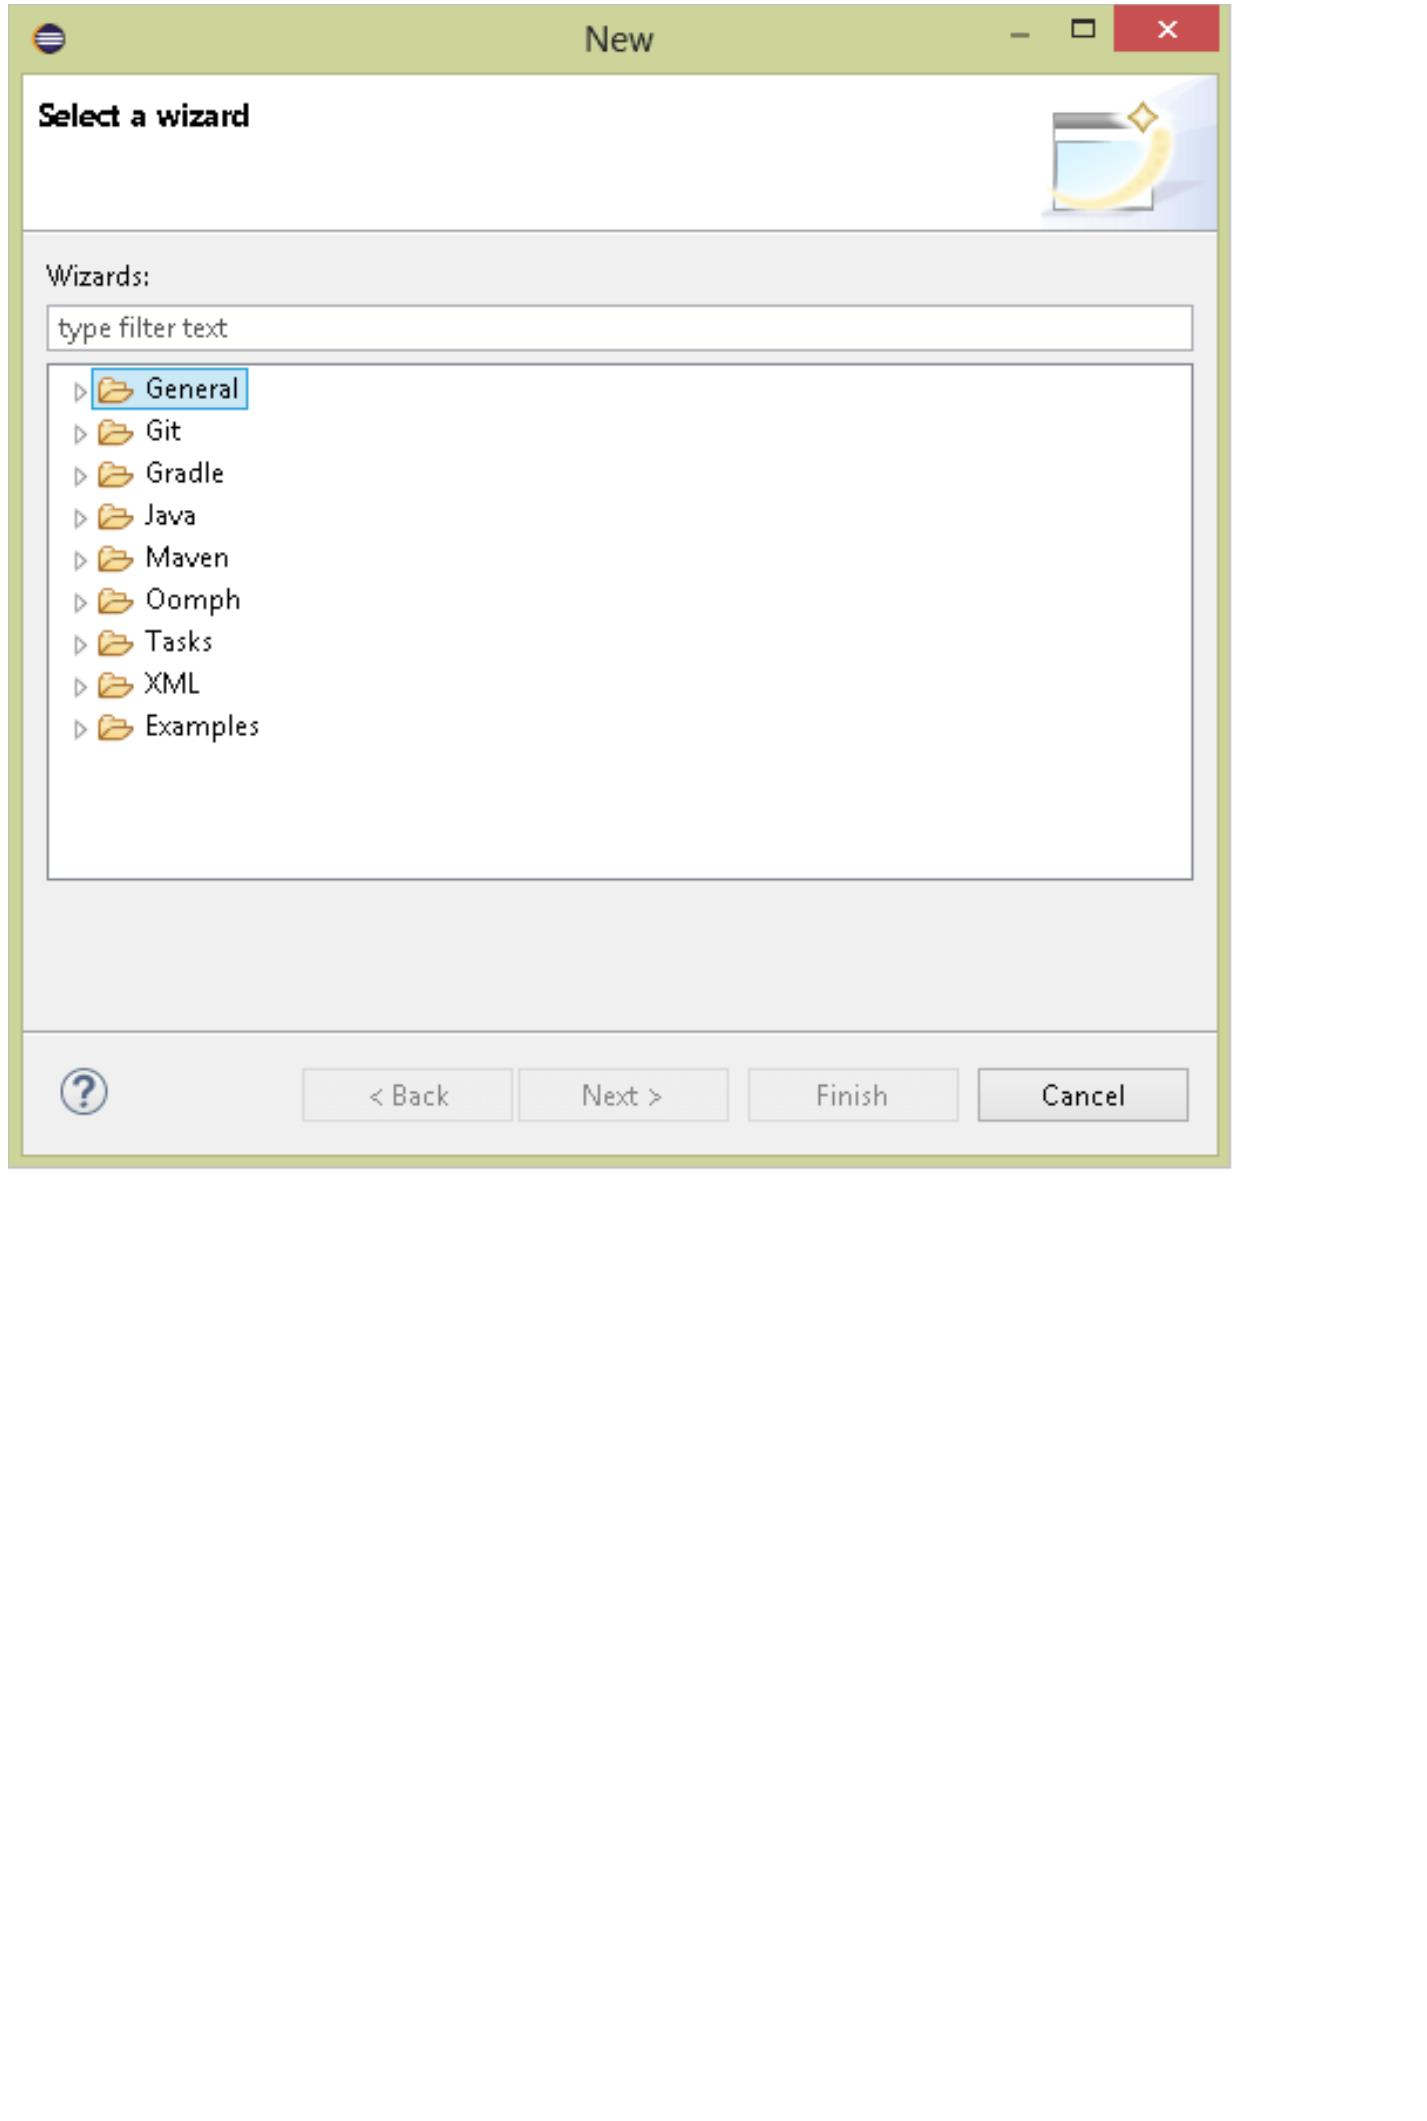 New
Select a wizard
Wizards:
type filter text
General
Git
Gradle
Java
Maven
Oomph
Tasks
XML
Examples
< Back Next > Finish Cancel